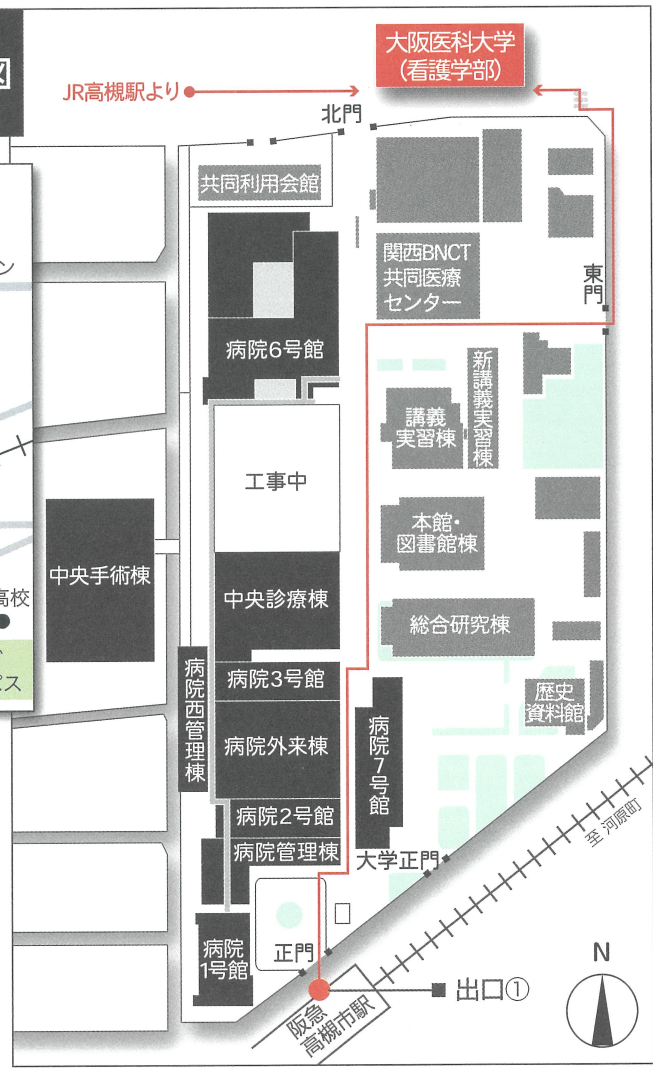 図
大阪医科大学
(看護学部)
JR高槻駅より
北門
共同利用会館
関西BNCT
共同医療
センター
東門
ン
病院6号館
新講義実習棟
講義
実習棟
工事中
本館・
図書館棟
中央手術棟
中央診療棟
高校
総合研究棟
パス
病院西管理棟
病院3号館
歴史
資料館
病院外来棟
病院7号館
病院2号館
病院管理棟
大学正門
至 河原町
病院
1号館
正門
N
出口①
阪急
高槻市駅